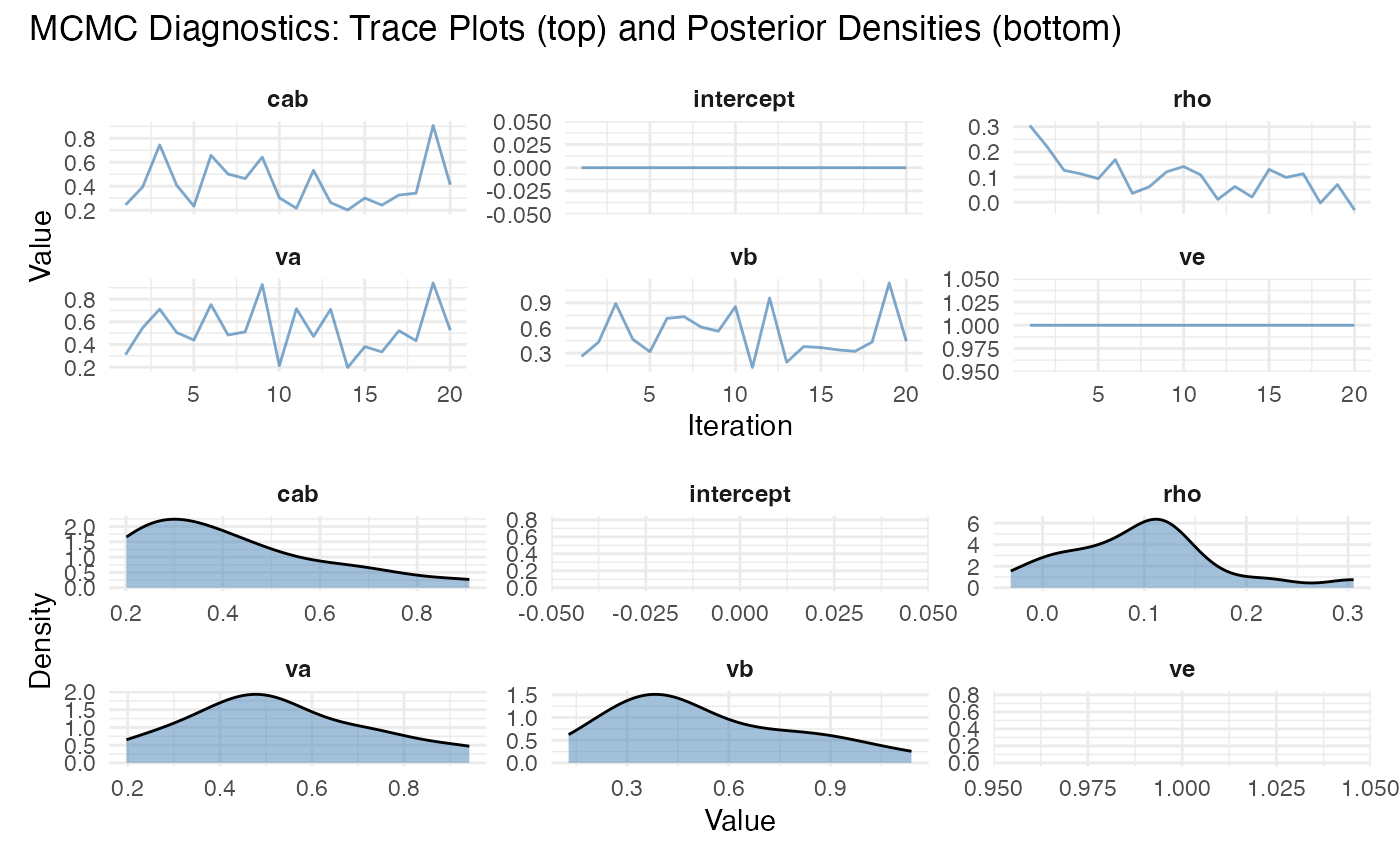 MCMC Diagnostics: Trace Plots (top) and Posterior Densities (bottom)
cab intercept rho
0.8 0.6 0.4 0.2
0.050 0.025 0.000 -0.025 -0.050
0.3 0.2 0.1 0.0
Value
va vb ve
0.8 0.6 0.4 0.2
0.9 0.6 0.3
1.050 1.025 1.000 0.975 0.950
5 10 15 20 5 10 15 20 5 10 15 20
Iteration
cab intercept rho
2.0 1.5 1.0 0.5 0.0
0.8 0.6 0.4 0.2 0.0
6 4 2 0
0.2 0.4 0.6 0.8 -0.050 -0.025 0.000 0.025 0.050 0.0 0.1 0.2 0.3
Density
va vb ve
2.0 1.5 1.0 0.5 0.0
1.5 1.0 0.5 0.0
0.8 0.6 0.4 0.2 0.0
0.2 0.4 0.6 0.8 0.3 0.6 0.9 0.950 0.975 1.000 1.025 1.050
Value